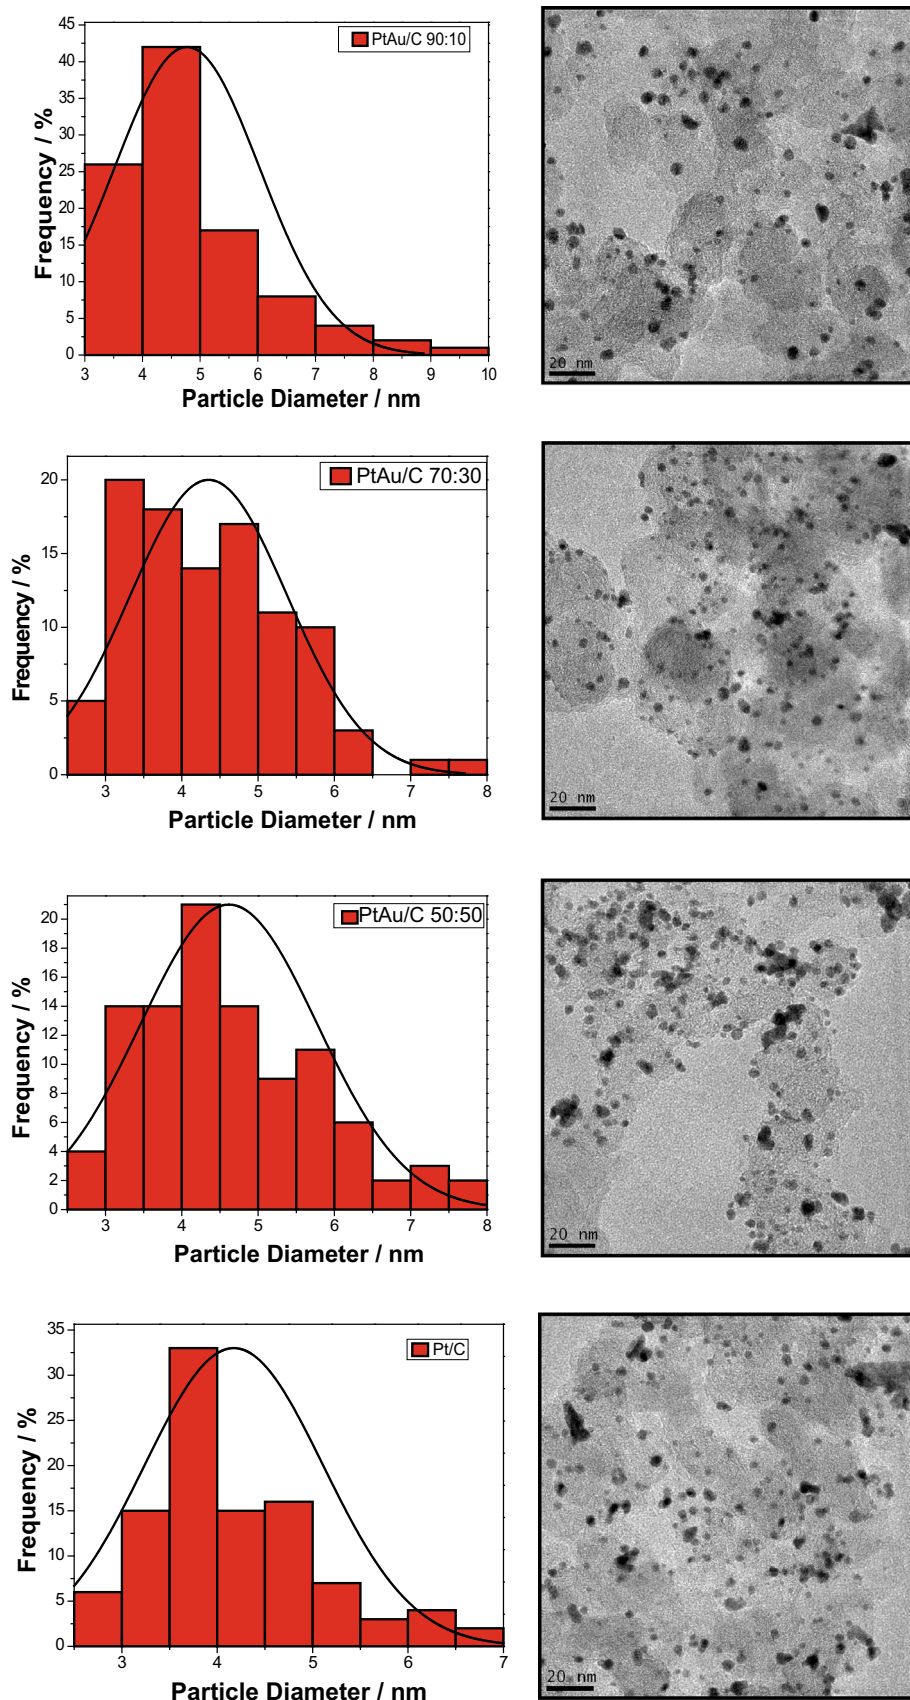 45
40
35
30
25
20
15
10
5
0
Frequency / %
PtAu/C 90:10
3 4 5 6 7 8 9 10
Particle Diameter / nm
20 nm
20
15
10
5
0
Frequency / %
PtAu/C 70:30
3 4 5 6 7 8
Particle Diameter / nm
20 nm
20
18
16
14
12
10
8
6
4
2
0
Frequency / %
PtAu/C 50:50
3 4 5 6 7 8
Particle Diameter / nm
20 nm
35
30
25
20
15
10
5
0
Frequency / %
Pt/C
3 4 5 6 7
Particle Diameter / nm
20 nm